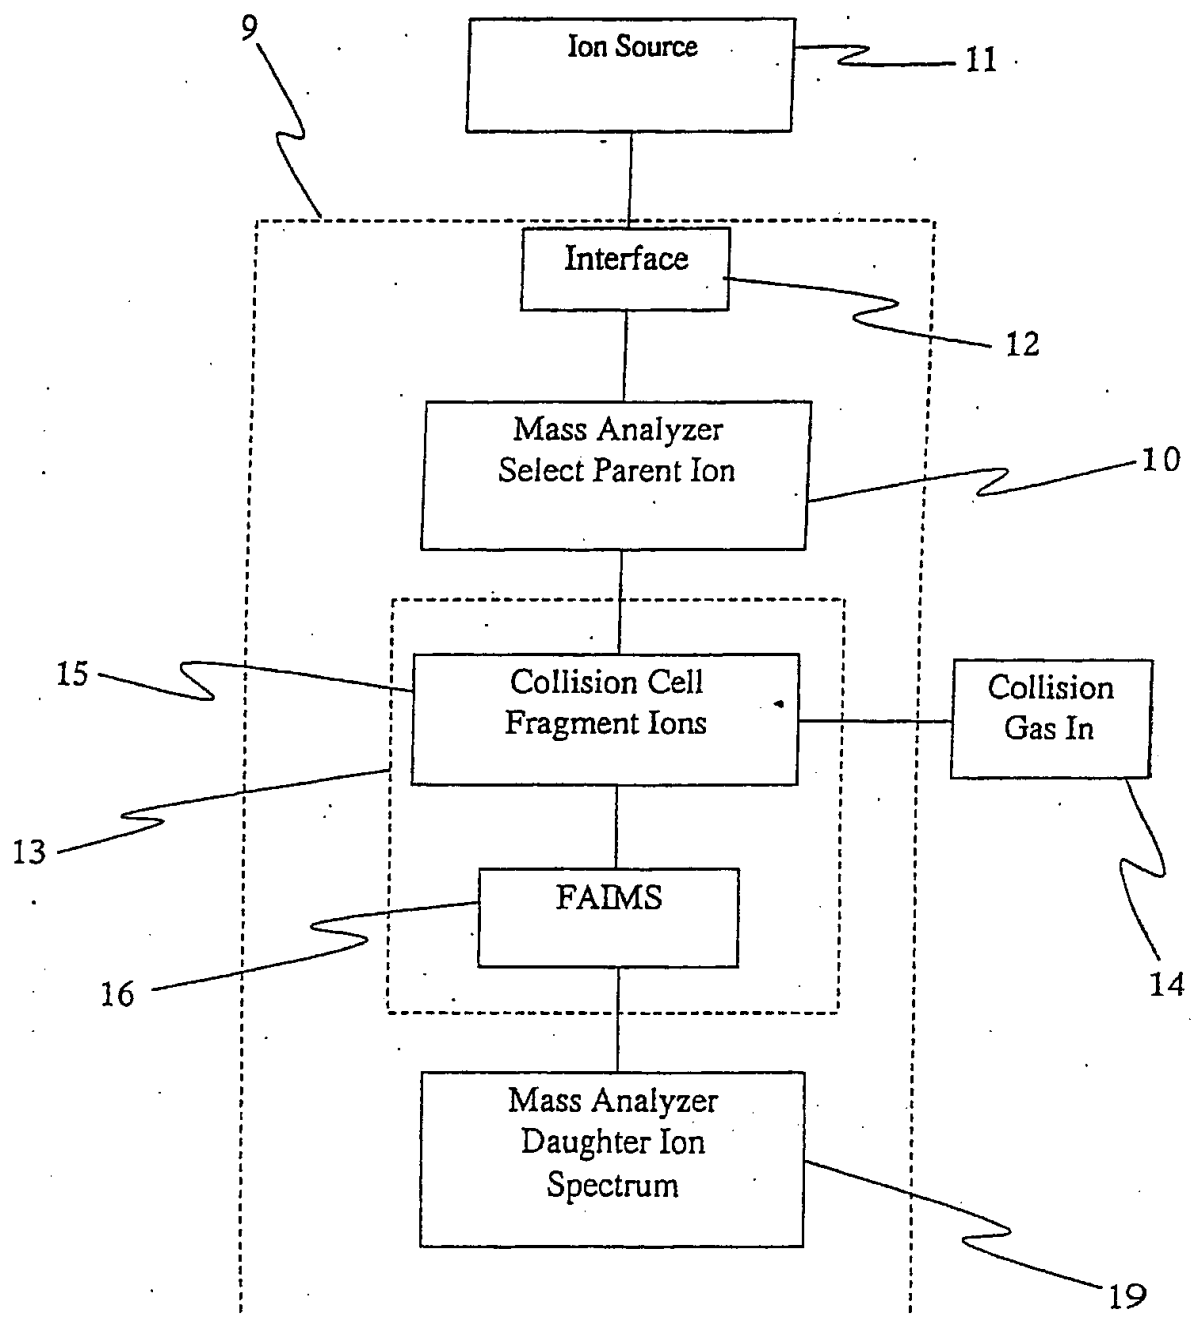 9
Ion Source
11
Interface
12
Mass Analyzer
Select Parent Ion
10
15
Collision Cell
Fragment Ions
Collision
Gas In
13
FAIMS
16
14
Mass Analyzer
Daughter Ion
Spectrum
19